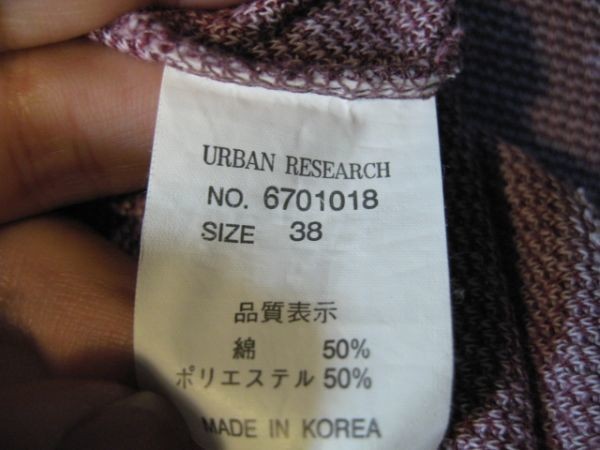 URBAN RESEARCH
NO. 6701018
SIZE 38
品質表示
綿 50%
ポリエステル 50%
MADE IN KOREA